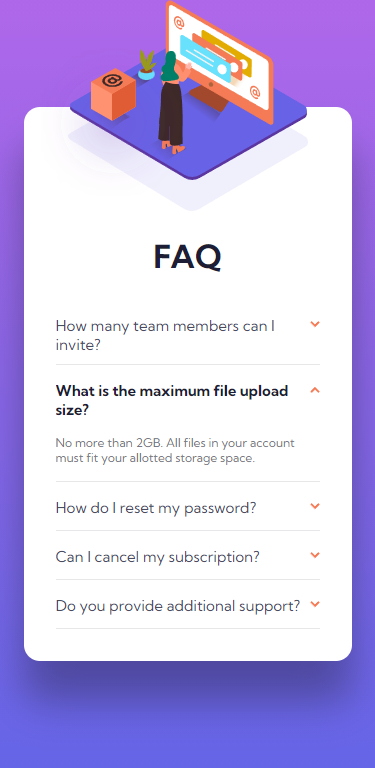 @
@
@
FAQ
How many team members can I
invite?
What is the maximum file upload
size?
No more than 2GB. All files in your account
must fit your allotted storage space.
How do I reset my password?
Can I cancel my subscription?
Do you provide additional support?